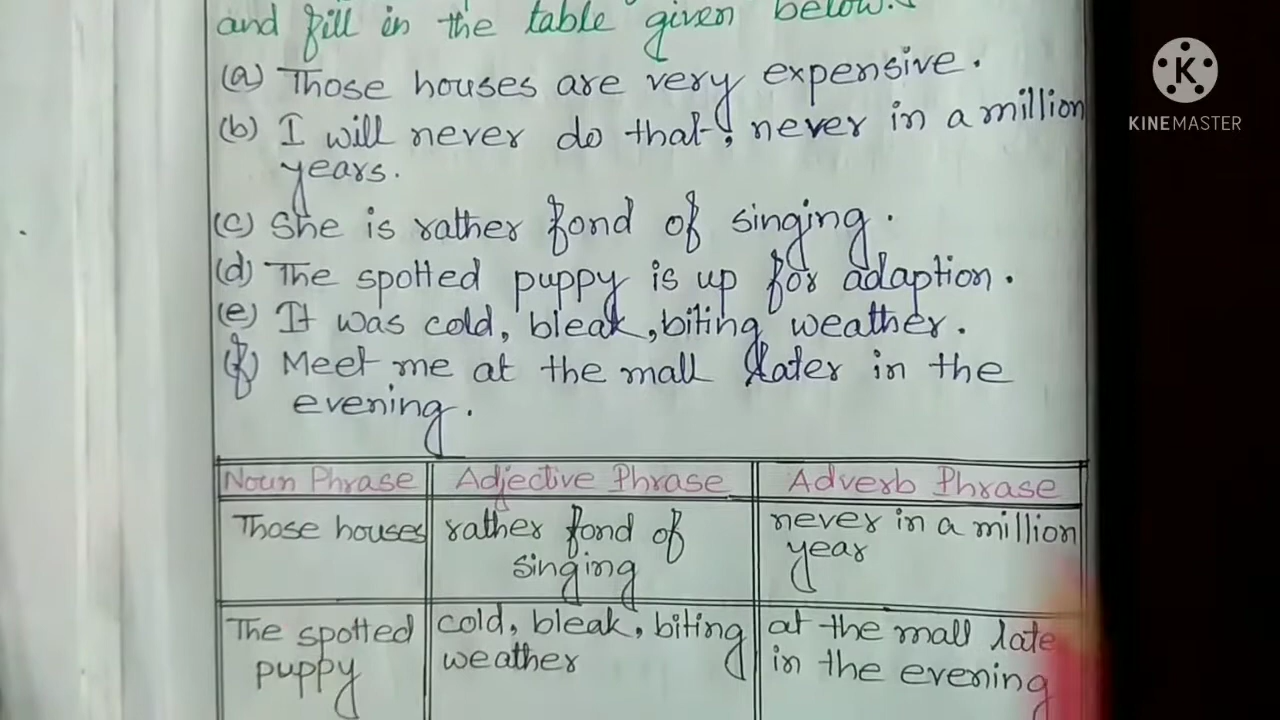 and fill in the table given below.
(a) Those houses are very expensive.
(b) I will never do that, never in a million
years.
(c) She is rather fond of singing.
(d) The spotted puppy is up for adaption.
(e) It was cold, bleak, biting weather.
(f) Meet me at the mall later in the
evening.
K
KINEMASTER
Noun Phrase Adjective Phrase Adverb Phrase
Those houses rather fond of never in a million
singing year
The spotted cold, bleak, biting at the mall late
puppy weather in the evening